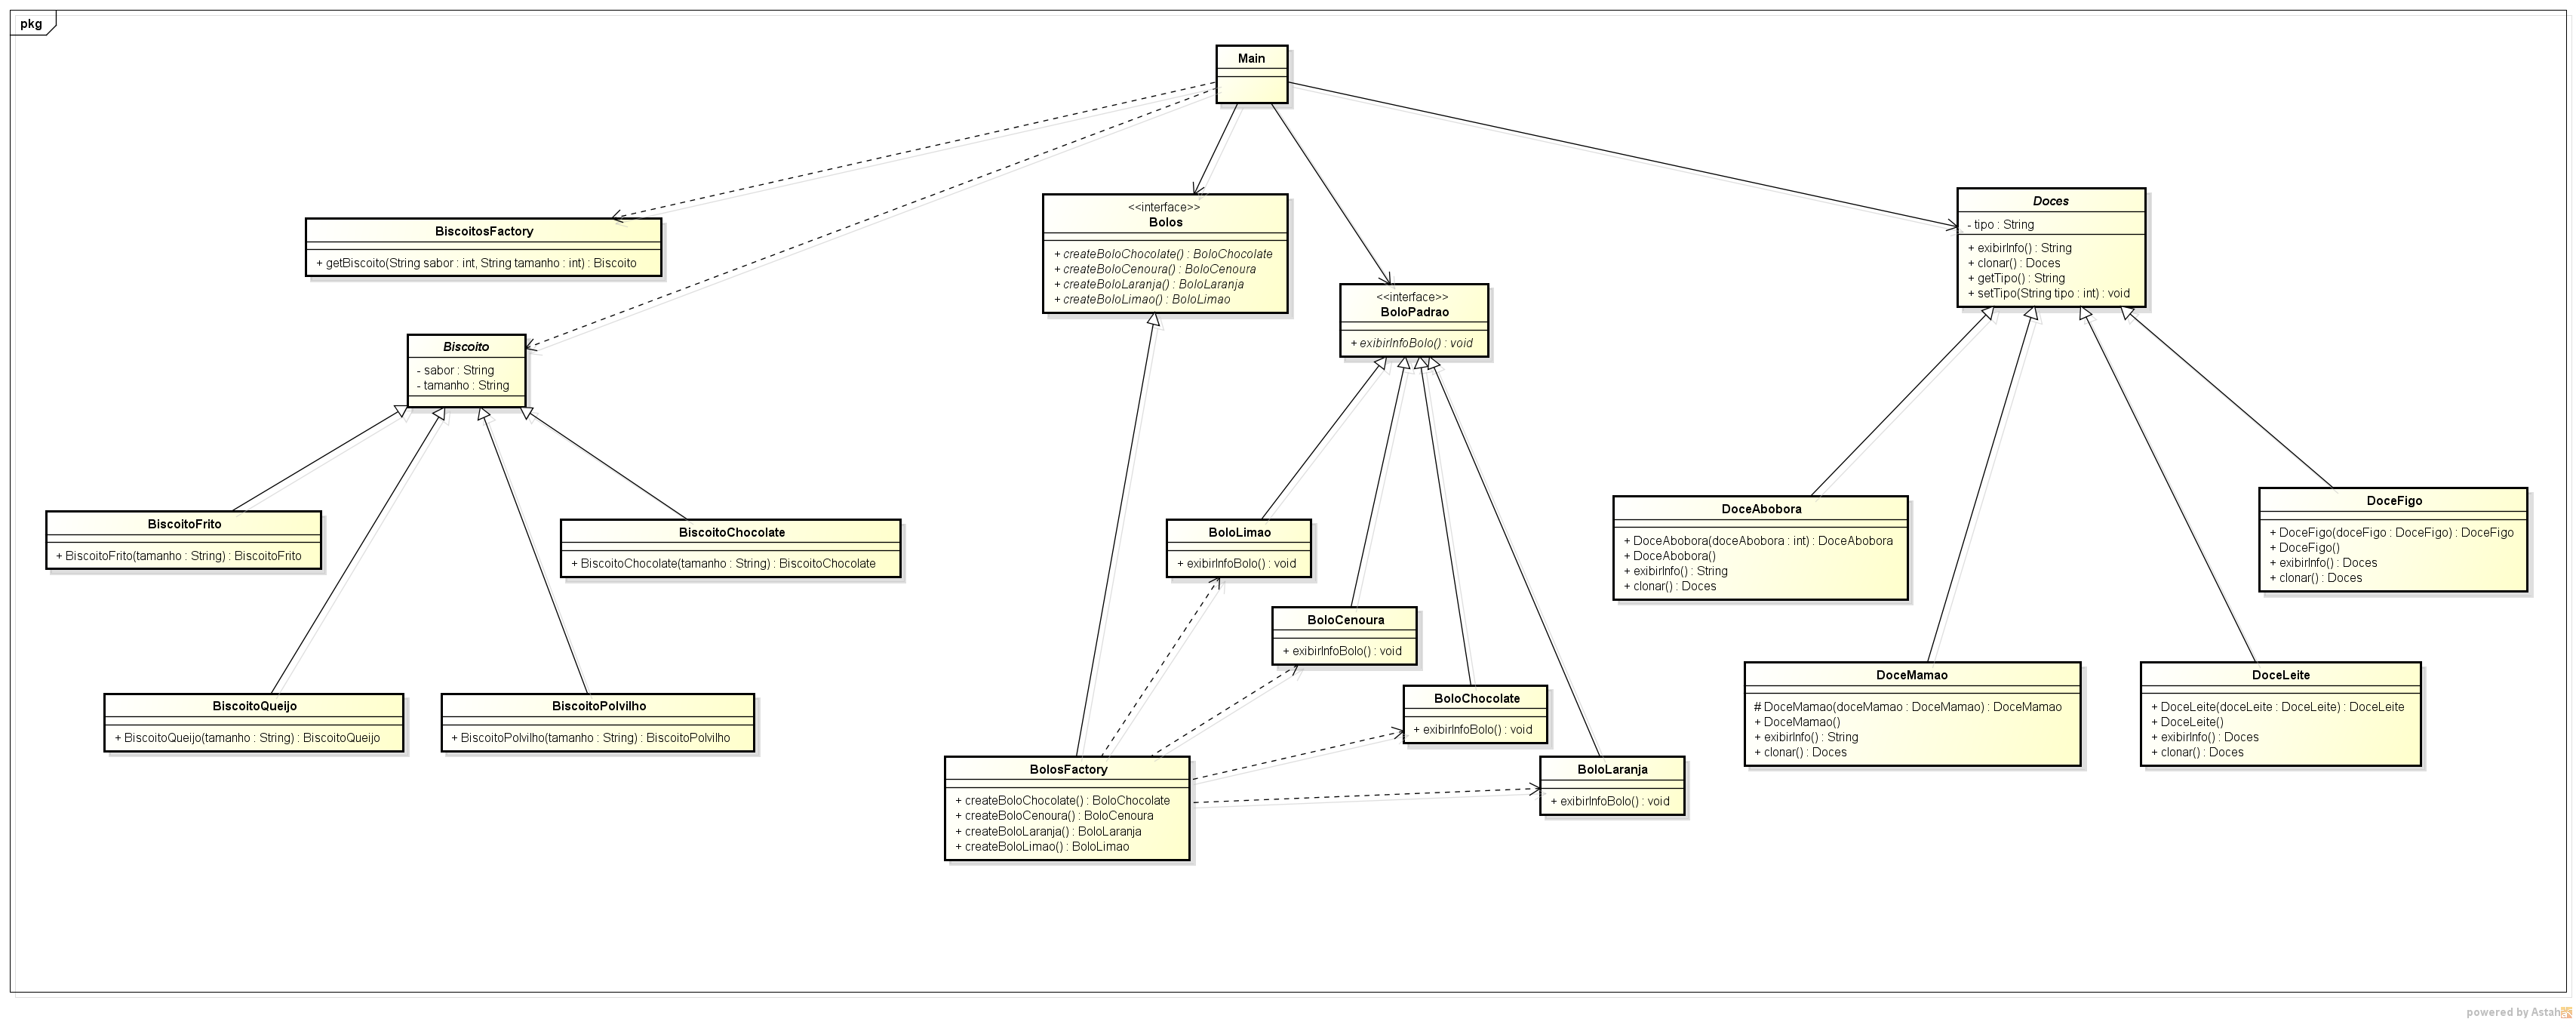 pkg
Main
BiscoitosFactory
+ getBiscoito(String sabor : int, String tamanho : int) : Biscoito
<<interface>>
Bolos
+ createBoloChocolate() : BoloChocolate
+ createBoloCenoura() : BoloCenoura
+ createBoloLaranja() : BoloLaranja
+ createBoloLimao() : BoloLimao
<<interface>>
BoloPadrao
+ exibirInfoBolo() : void
Doces
- tipo : String
+ exibirInfo() : String
+ clonar() : Doces
+ getTipo() : String
+ setTipo(String tipo : int) : void
Biscoito
- sabor : String
- tamanho : String
BiscoitoFrito
+ BiscoitoFrito(tamanho : String) : BiscoitoFrito
BiscoitoChocolate
+ BiscoitoChocolate(tamanho : String) : BiscoitoChocolate
BoloLimao
+ exibirInfoBolo() : void
DoceAbobora
+ DoceAbobora(doceAbobora : int) : DoceAbobora
+ DoceAbobora()
+ exibirInfo() : String
+ clonar() : Doces
DoceFigo
+ DoceFigo(doceFigo : DoceFigo) : DoceFigo
+ DoceFigo()
+ exibirInfo() : Doces
+ clonar() : Doces
BoloCenoura
+ exibirInfoBolo() : void
BiscoitoQueijo
+ BiscoitoQueijo(tamanho : String) : BiscoitoQueijo
BiscoitoPolvilho
+ BiscoitoPolvilho(tamanho : String) : BiscoitoPolvilho
BoloChocolate
+ exibirInfoBolo() : void
DoceMamao
# DoceMamao(doceMamao : DoceMamao) : DoceMamao
+ DoceMamao()
+ exibirInfo() : String
+ clonar() : Doces
DoceLeite
+ DoceLeite(doceLeite : DoceLeite) : DoceLeite
+ DoceLeite()
+ exibirInfo() : Doces
+ clonar() : Doces
BolosFactory
+ createBoloChocolate() : BoloChocolate
+ createBoloCenoura() : BoloCenoura
+ createBoloLaranja() : BoloLaranja
+ createBoloLimao() : BoloLimao
BoloLaranja
+ exibirInfoBolo() : void
powered by Astah